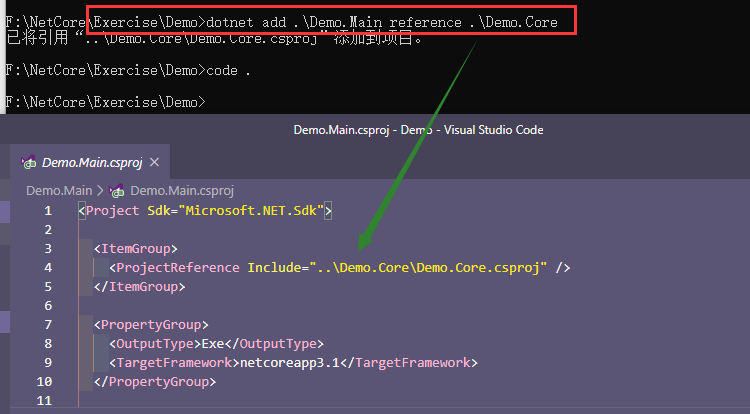 F:\NetCore\Exercise\Demo>dotnet add .\Demo.Main reference .\Demo.Core
已将引用“..\Demo.Core\Demo.Core.csproj”添加到项目。
F:\NetCore\Exercise\Demo>code .
F:\NetCore\Exercise\Demo>
Demo.Main.csproj - Demo - Visual Studio Code
Demo.Main.csproj ×
Demo.Main > Demo.Main.csproj
1 <Project Sdk="Microsoft.NET.Sdk">
2
3 <ItemGroup>
4 <ProjectReference Include="..\Demo.Core\Demo.Core.csproj" />
5 </ItemGroup>
6
7 <PropertyGroup>
8 <OutputType>Exe</OutputType>
9 <TargetFramework>netcoreapp3.1</TargetFramework>
10 </PropertyGroup>
11